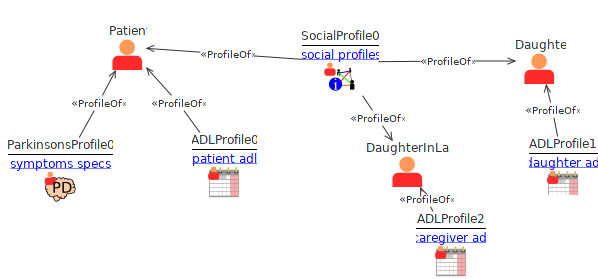 Patien
SocialProfile0
social profiles
Daughte
«ProfileOf»
«ProfileOf»
«ProfileOf»
«ProfileOf»
«ProfileOf»
«ProfileOf»
ParkinsonsProfile0
symptoms specs
PD
ADLProfile0
patient adl
DaughterInLa
ADLProfile1
daughter ad
«ProfileOf»
ADLProfile2
caregiver ad